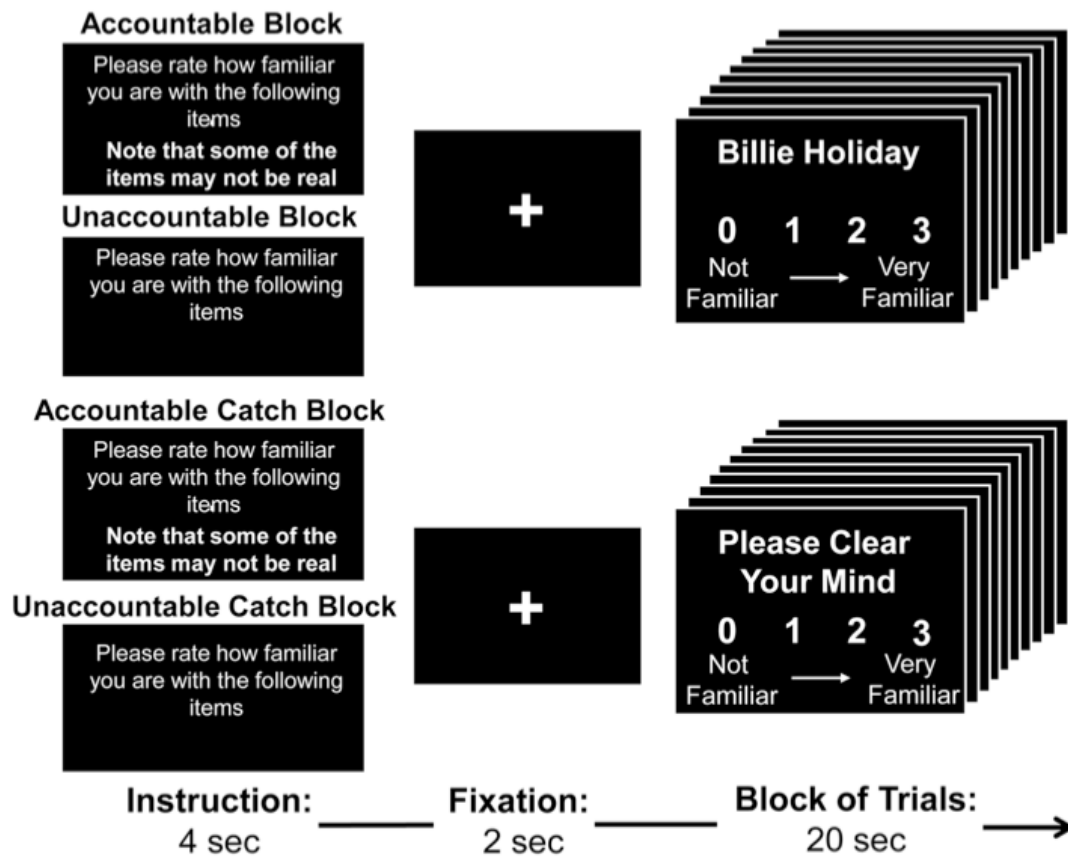 Accountable Block
Please rate how familiar
you are with the following
items
Note that some of the
items may not be real
Unaccountable Block
Please rate how familiar
you are with the following
items
+
Billie Holiday
0 1 2 3
Not
Familiar
Very
Familiar
Accountable Catch Block
Please rate how familiar
you are with the following
items
Note that some of the
items may not be real
Unaccountable Catch Block
Please rate how familiar
you are with the following
items
+
Please Clear
Your Mind
0 1 2 3
Not
Familiar
Very
Familiar
Instruction:
4 sec
Fixation:
2 sec
Block of Trials:
20 sec